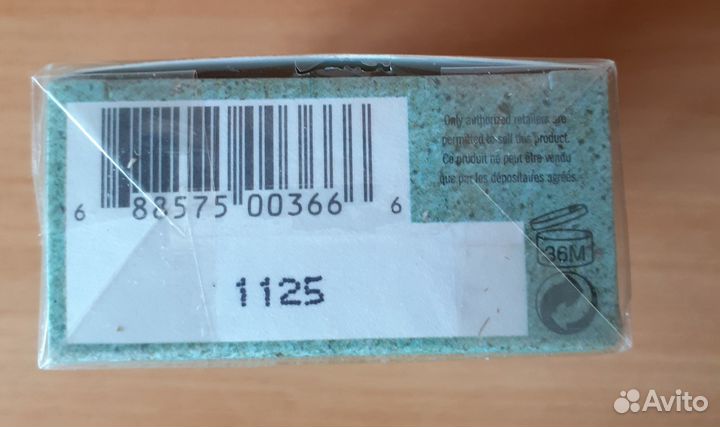 Only authorized retailers are
permitted to sell this product.
Ce produit ne peut être vendu
que par les dépositaires agréés.
6 88575 00366 6
36M
1125
Avito